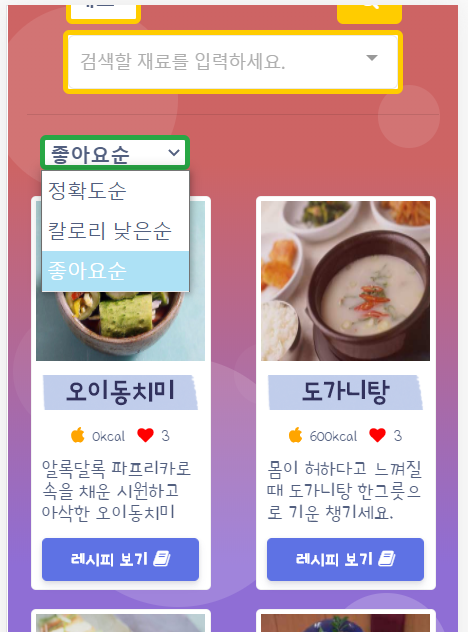 검색할 재료를 입력하세요.
좋아요순
정확도순
칼로리 낮은순
좋아요순
오이동치미
0kcal 3
알록달록 파프리카로
속을 채운 시원하고
아삭한 오이동치미
레시피 보기
도가니탕
600kcal 3
몸이 허하다고 느껴질
때 도가니탕 한그릇으
로 기운 챙기세요.
레시피 보기